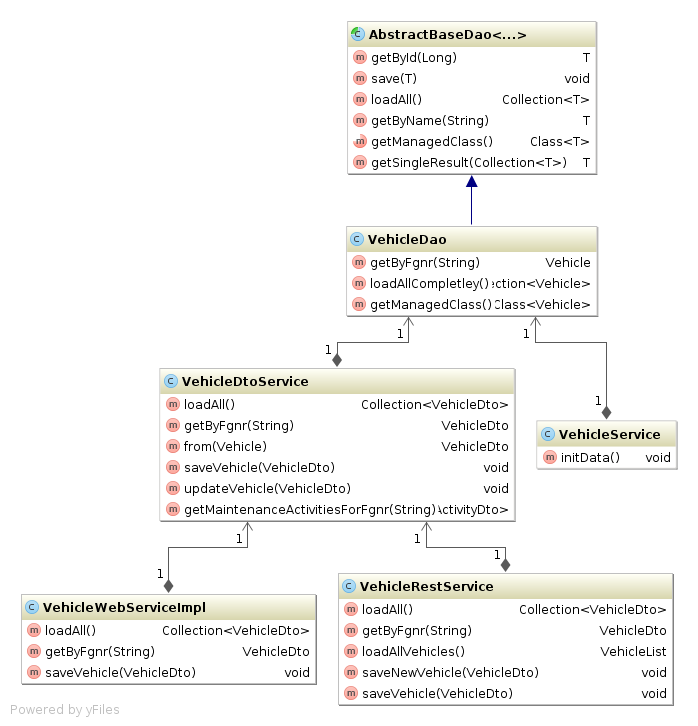 C AbstractBaseDao<...>
m getById(Long) T
m save(T) void
m loadAll() Collection<T>
m getByName(String) T
m getManagedClass() Class<T>
m getSingleResult(Collection<T>) T
C VehicleDao
m getByFgnr(String) Vehicle
m loadAllCompletley() ction<Vehicle>
m getManagedClass() Class<Vehicle>
1 1
1 1
C VehicleDtoService
m loadAll() Collection<VehicleDto>
m getByFgnr(String) VehicleDto
m from(Vehicle) VehicleDto
m saveVehicle(VehicleDto) void
m updateVehicle(VehicleDto) void
m getMaintenanceActivitiesForFgnr(String) ActivityDto>
C VehicleService
m initData() void
1 1
1 1
C VehicleWebServiceImpl
m loadAll() Collection<VehicleDto>
m getByFgnr(String) VehicleDto
m saveVehicle(VehicleDto) void
C VehicleRestService
m loadAll() Collection<VehicleDto>
m getByFgnr(String) VehicleDto
m loadAllVehicles() VehicleList
m saveNewVehicle(VehicleDto) void
m saveVehicle(VehicleDto) void
Powered by yFiles